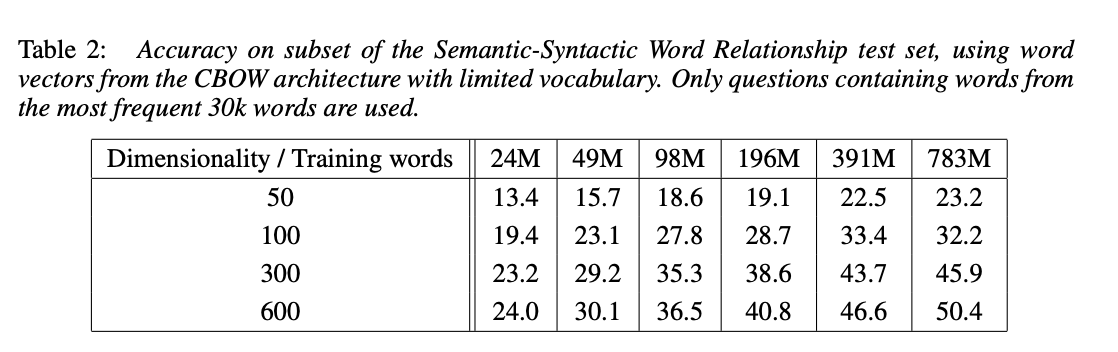 Table 2: Accuracy on subset of the Semantic-Syntactic Word Relationship test set, using word
vectors from the CBOW architecture with limited vocabulary. Only questions containing words from
the most frequent 30k words are used.
Dimensionality / Training words 24M 49M 98M 196M 391M 783M
50 13.4 15.7 18.6 19.1 22.5 23.2
100 19.4 23.1 27.8 28.7 33.4 32.2
300 23.2 29.2 35.3 38.6 43.7 45.9
600 24.0 30.1 36.5 40.8 46.6 50.4